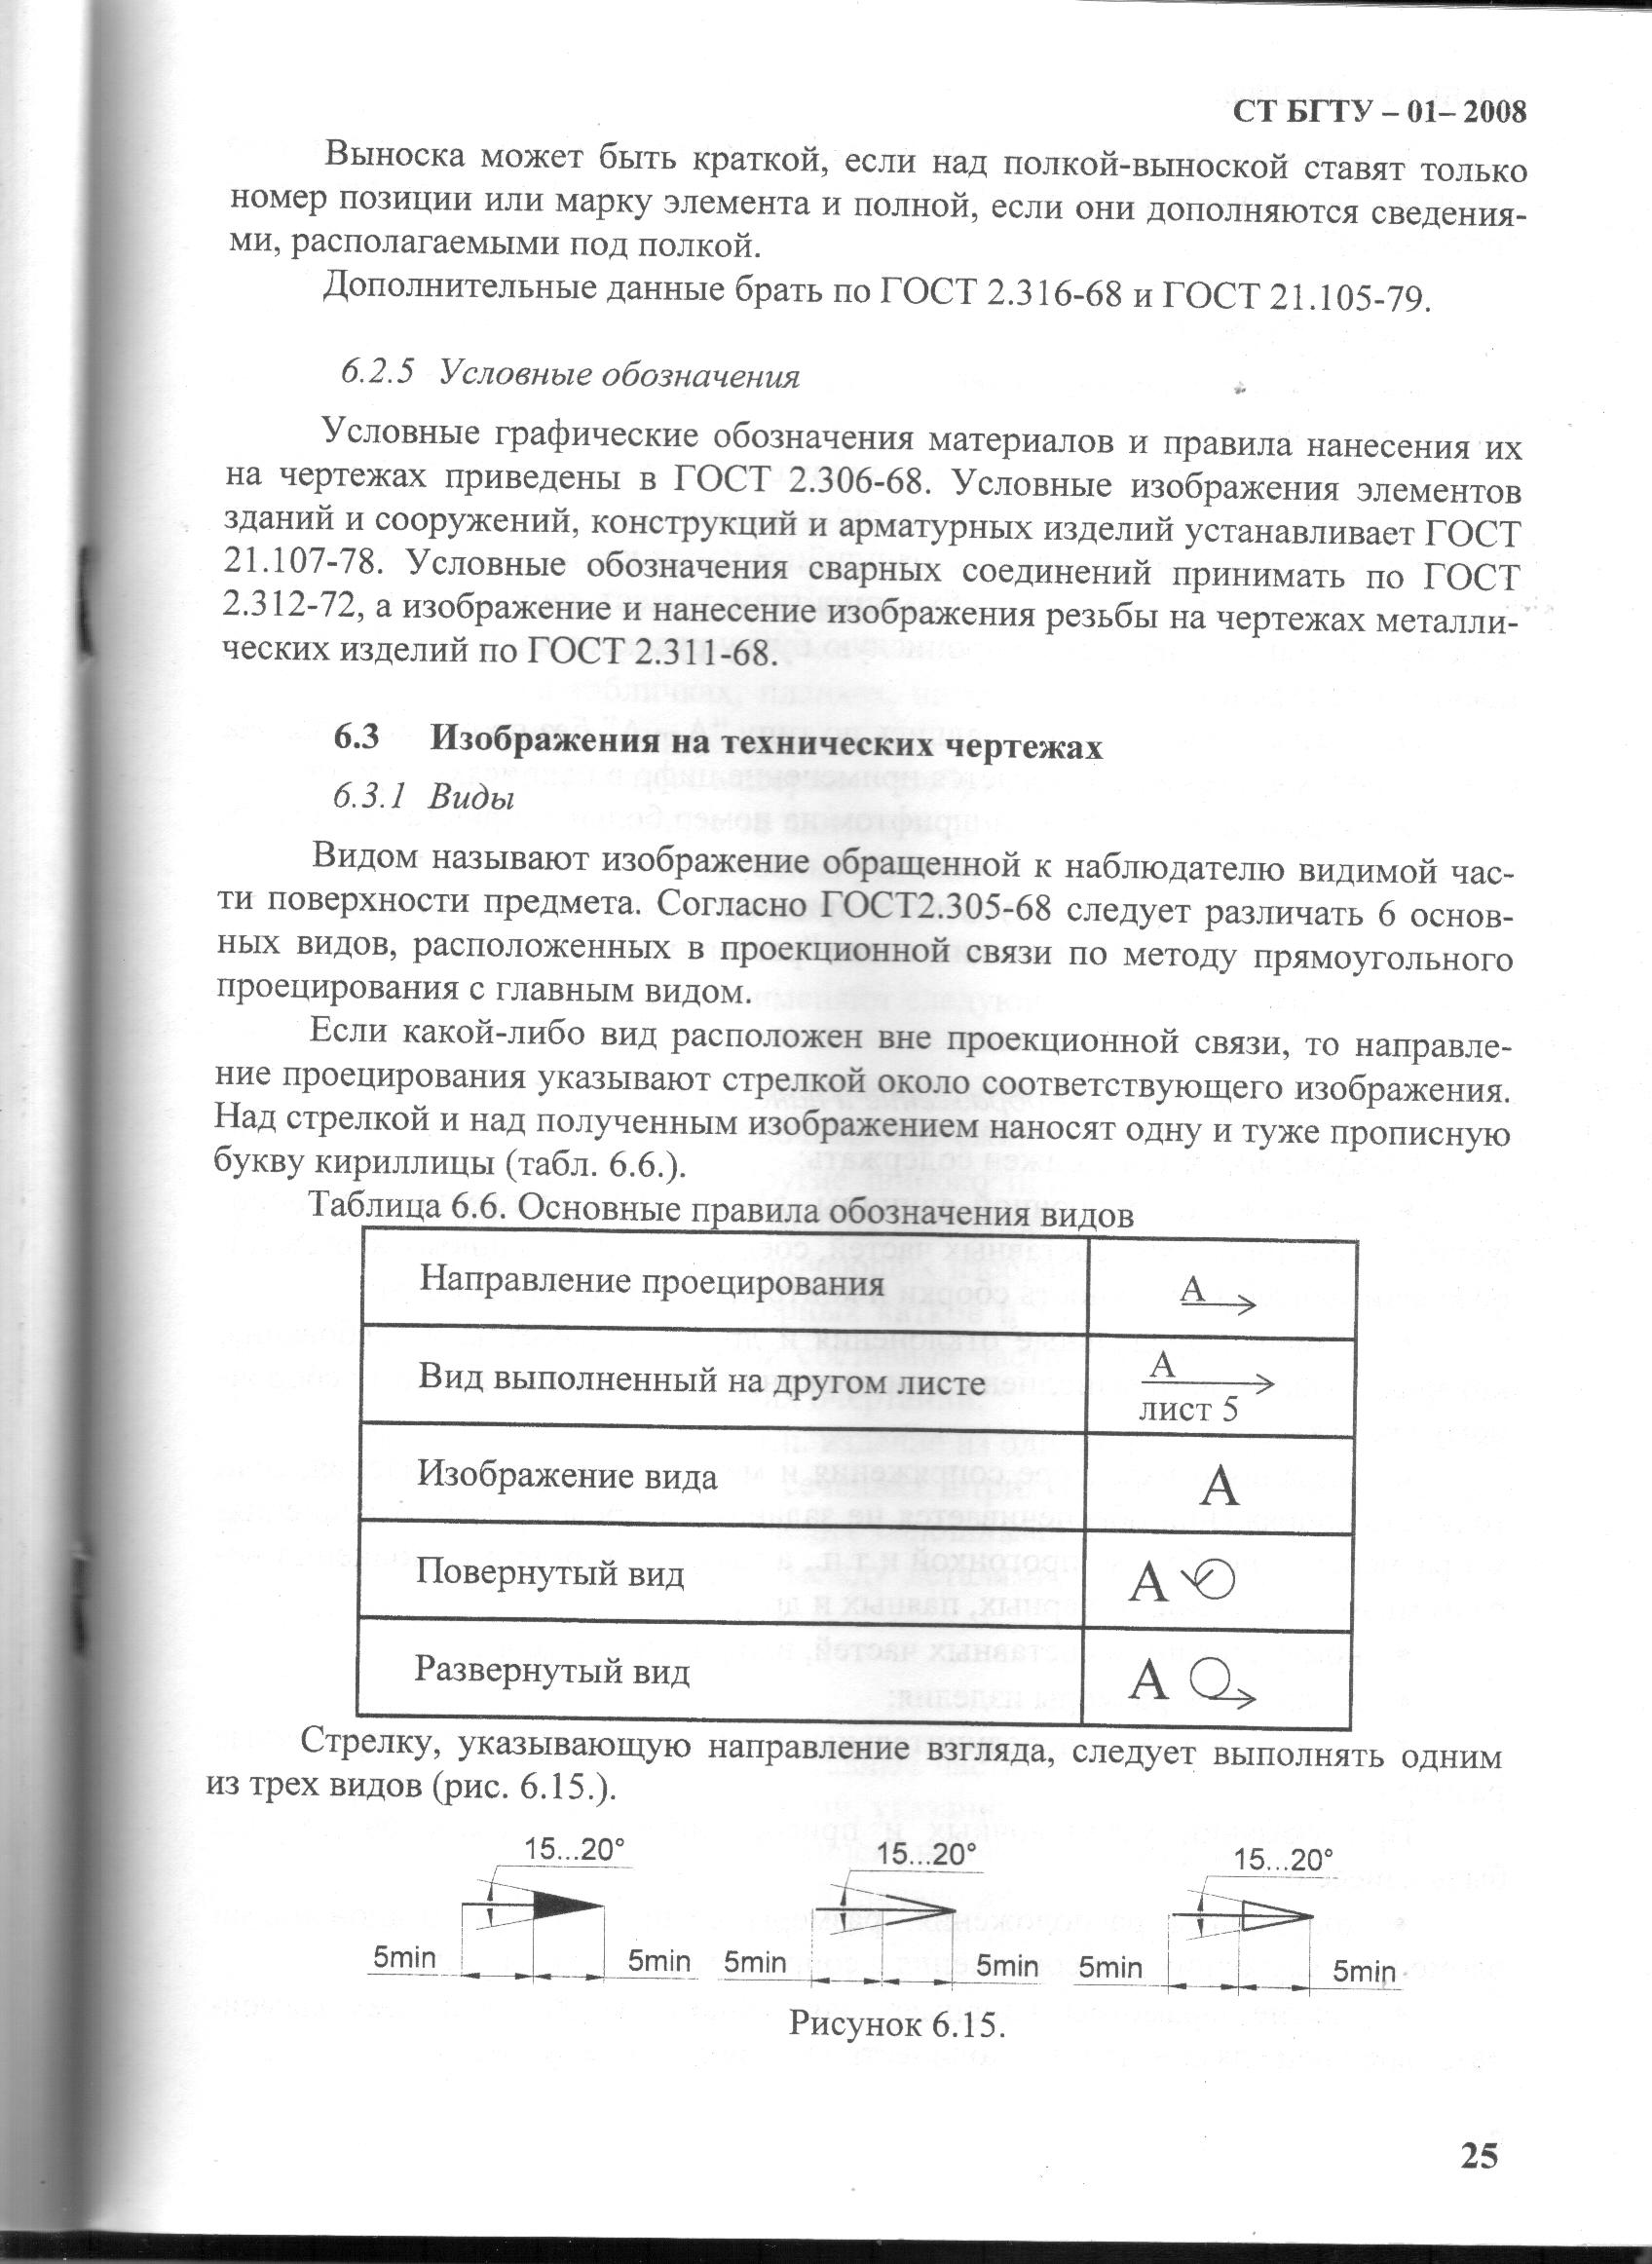 СТ БГТУ – 01– 2008
Выноска может быть краткой, если над полкой-выноской ставят только
номер позиции или марку элемента и полной, если они дополняются сведения-
ми, располагаемыми под полкой.
Дополнительные данные брать по ГОСТ 2.316-68 и ГОСТ 21.105-79.
6.2.5 Условные обозначения
Условные графические обозначения материалов и правила нанесения их
на чертежах приведены в ГОСТ 2.306-68. Условные изображения элементов
зданий и сооружений, конструкций и арматурных изделий устанавливает ГОСТ
21.107-78. Условные обозначения сварных соединений принимать по ГОСТ
2.312-72, а изображение и нанесение изображения резьбы на чертежах металли-
ческих изделий по ГОСТ 2.311-68.
6.3 Изображения на технических чертежах
6.3.1 Виды
Видом называют изображение обращенной к наблюдателю видимой час-
ти поверхности предмета. Согласно ГОСТ2.305-68 следует различать 6 основ-
ных видов, расположенных в проекционной связи по методу прямоугольного
проецирования с главным видом.
Если какой-либо вид расположен вне проекционной связи, то направле-
ние проецирования указывают стрелкой около соответствующего изображения.
Над стрелкой и над полученным изображением наносят одну и туже прописную
букву кириллицы (табл. 6.6.).
Таблица 6.6. Основные правила обозначения видов
Направление проецирования А
Вид выполненный на другом листе А
лист 5
Изображение вида А
Повернутый вид А
Развернутый вид А
Стрелку, указывающую направление взгляда, следует выполнять одним
из трех видов (рис. 6.15.).
15...20° 15...20° 15...20°
5min 5min 5min 5min 5min 5min
Рисунок 6.15.
25